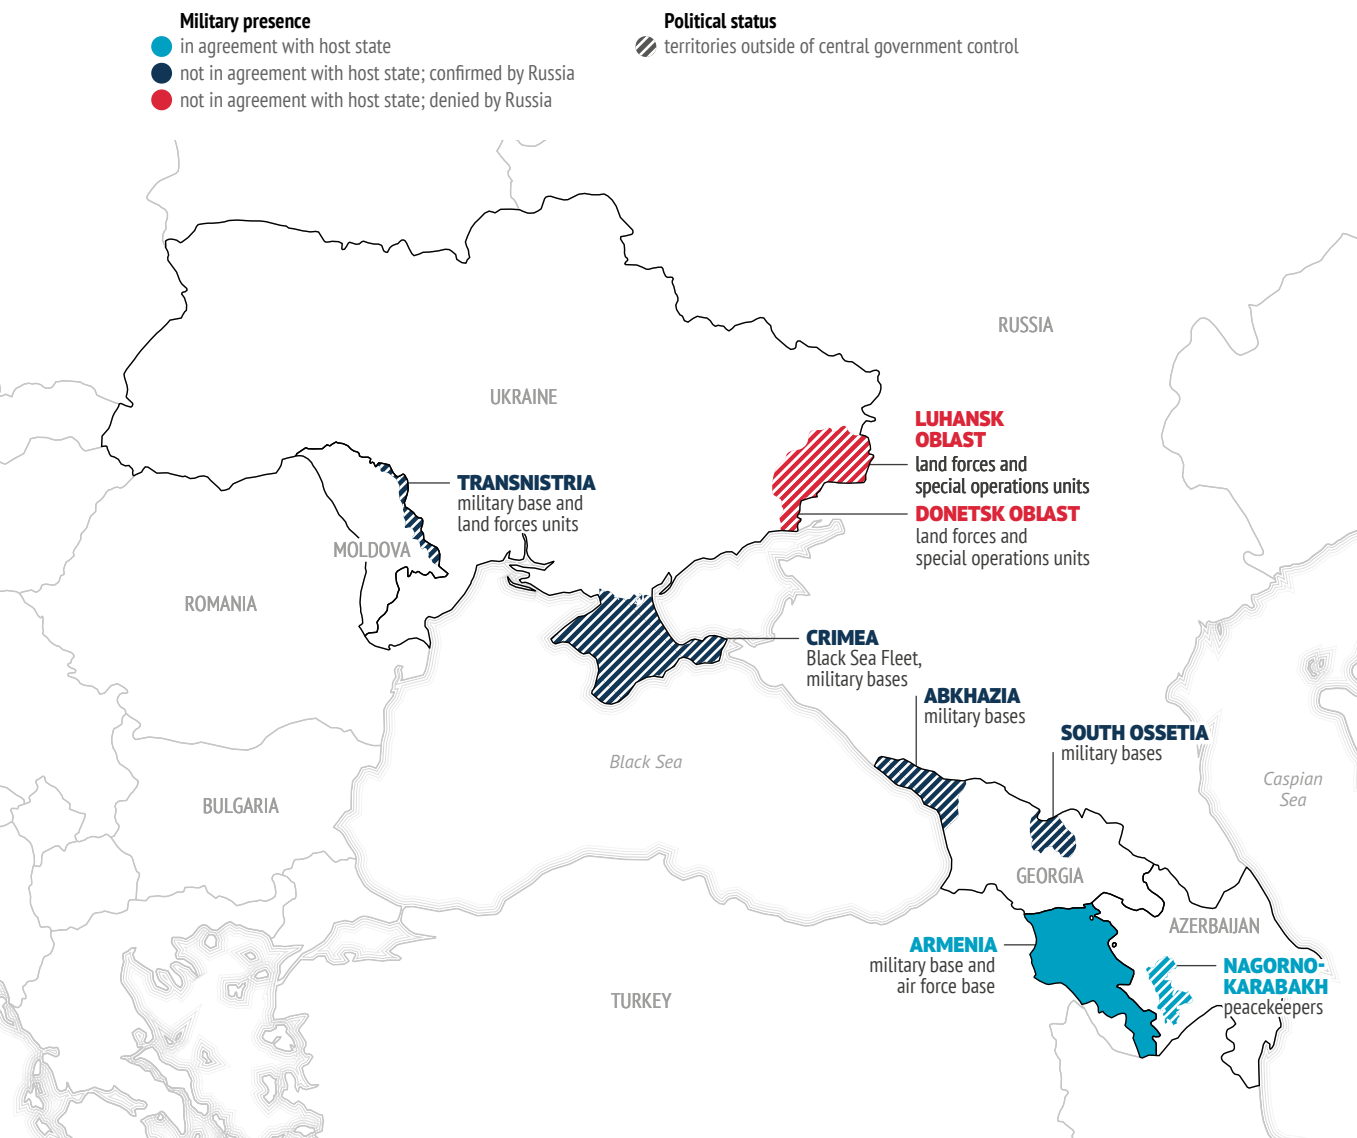 Military presence
in agreement with host state
not in agreement with host state; confirmed by Russia
not in agreement with host state; denied by Russia
Political status
territories outside of central government control
RUSSIA
UKRAINE
LUHANSK
OBLAST
land forces and
special operations units
DONETSK OBLAST
land forces and
special operations units
TRANSNISTRIA
military base and
land forces units
MOLDOVA
ROMANIA
CRIMEA
Black Sea Fleet,
military bases
ABKHAZIA
military bases
SOUTH OSSETIA
military bases
Black Sea
Caspian
Sea
BULGARIA
GEORGIA
AZERBAIJAN
ARMENIA
military base and
air force base
NAGORNO-
KARABAKH
peacekeepers
TURKEY